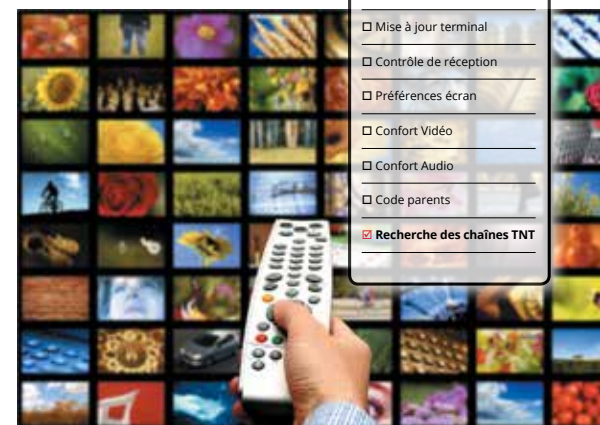 Mise à jour terminal
Contrôle de réception
Préférences écran
Confort Vidéo
Confort Audio
Code parents
Recherche des chaînes TNT